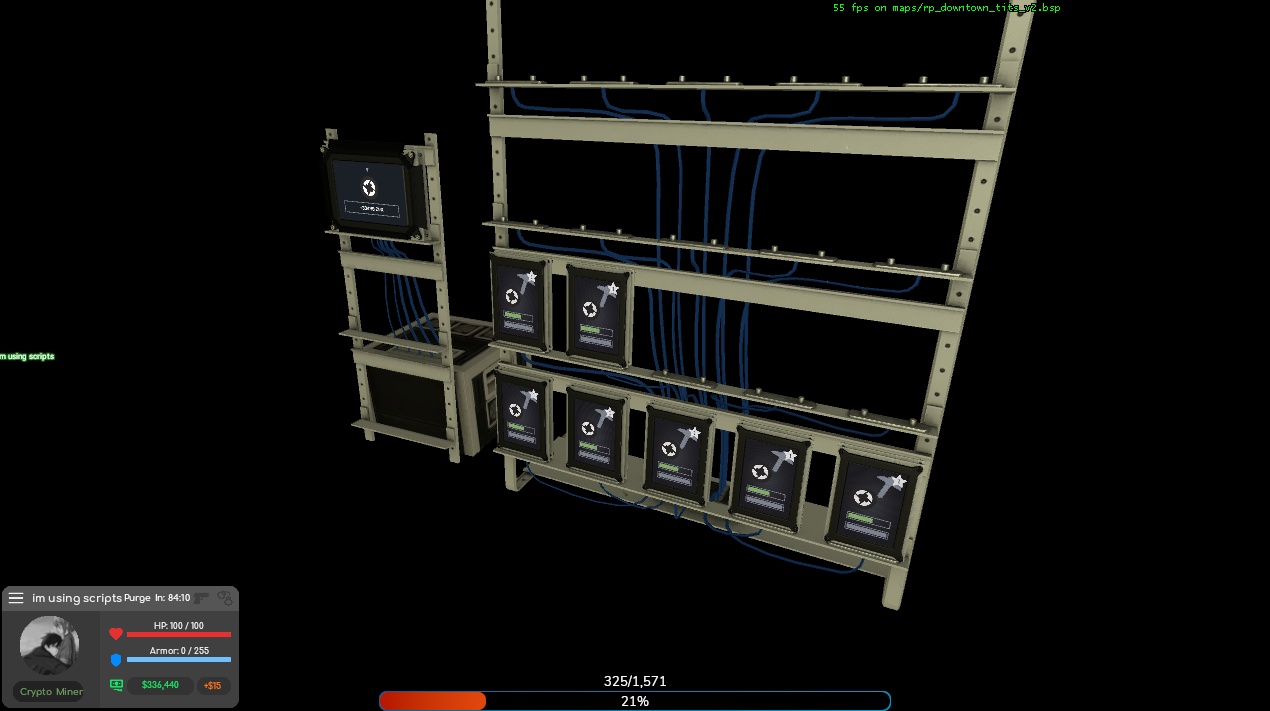 55 fps on maps/rp_downtown_tits_v2.bsp
im using scripts
im using scripts Purge In: 84:10
HP: 100 / 100
Armor: 0 / 255
$336,440 +$15
Crypto Miner
325/1,571
21%